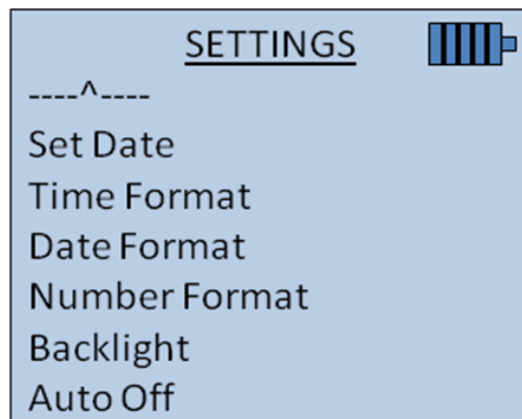 SETTINGS
----^----
Set Date
Time Format
Date Format
Number Format
Backlight
Auto Off